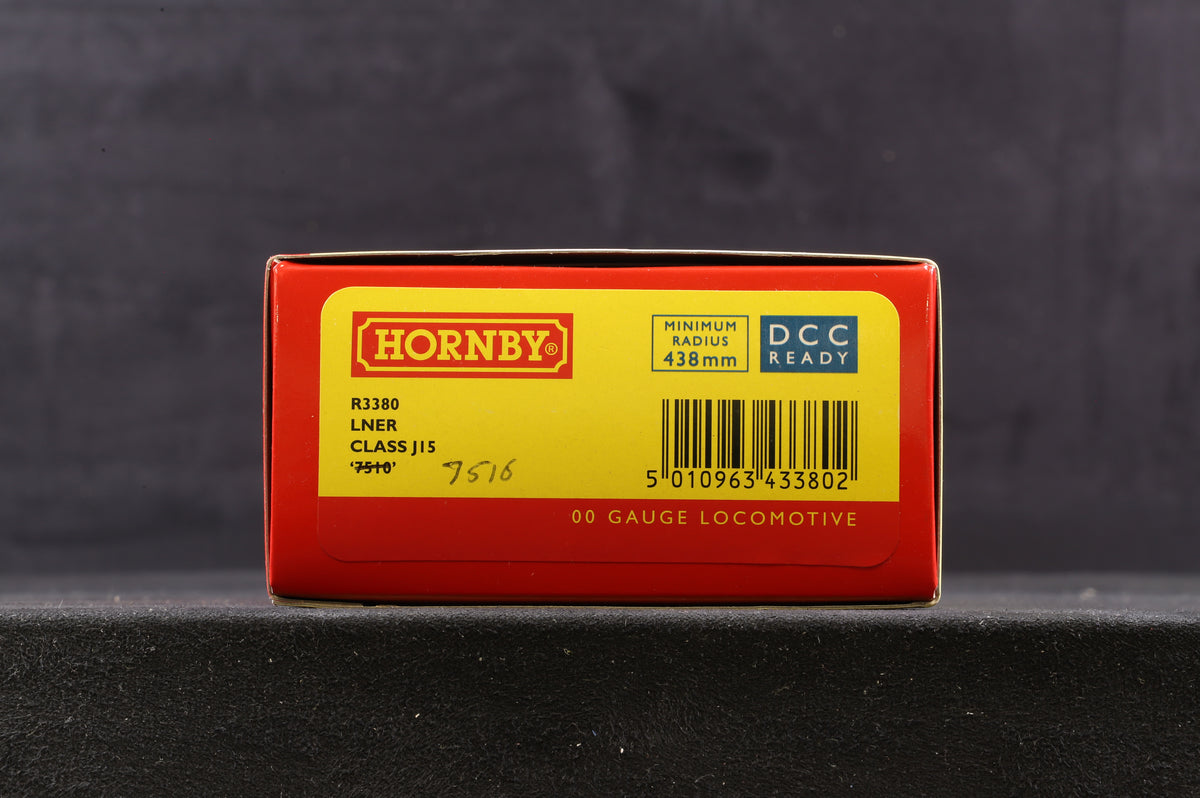 HORNBY®
MINIMUM
RADIUS
438mm
DCC
READY
R3380
LNER
CLASS J15
‘7510’ 7516
5 010963 433802
00 GAUGE LOCOMOTIVE